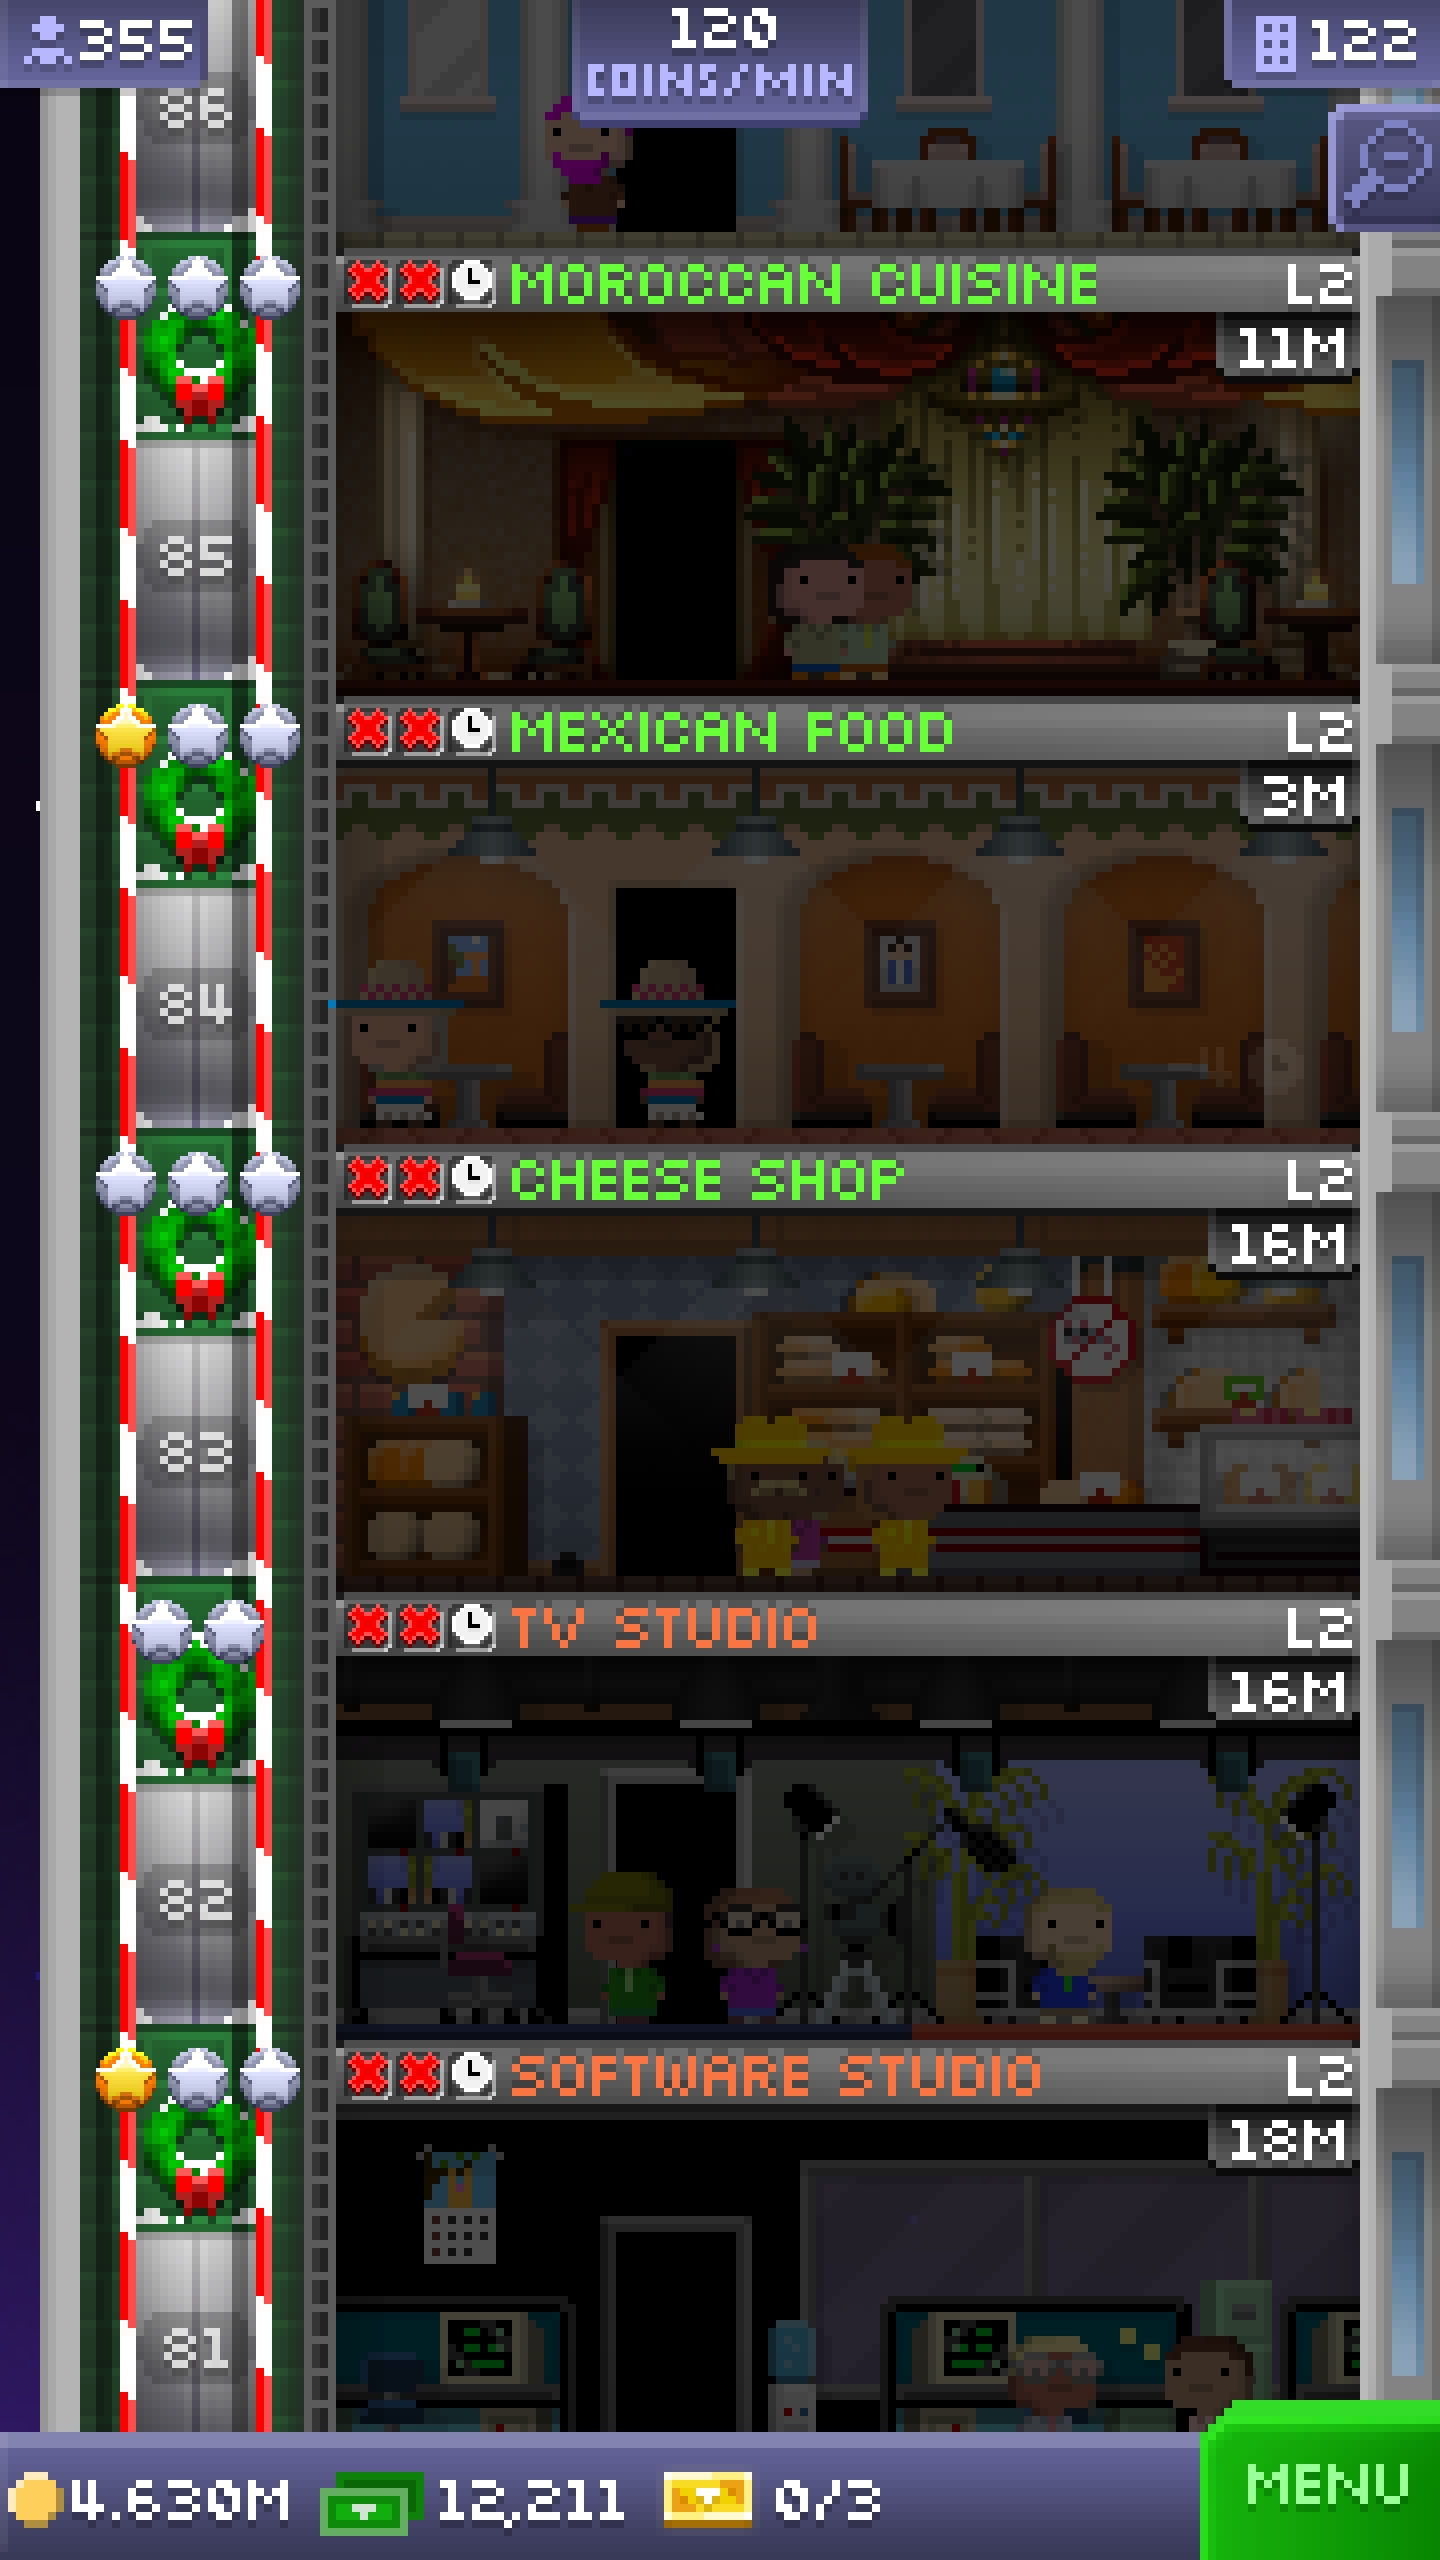 355
120
COINS/MIN
122
86
MOROCCAN CUISINE L2
11M
85
MEXICAN FOOD L2
3M
84
CHEESE SHOP L2
16M
83
TV STUDIO L2
16M
82
SOFTWARE STUDIO L2
18M
81
4.630M 12,211 0/3
MENU